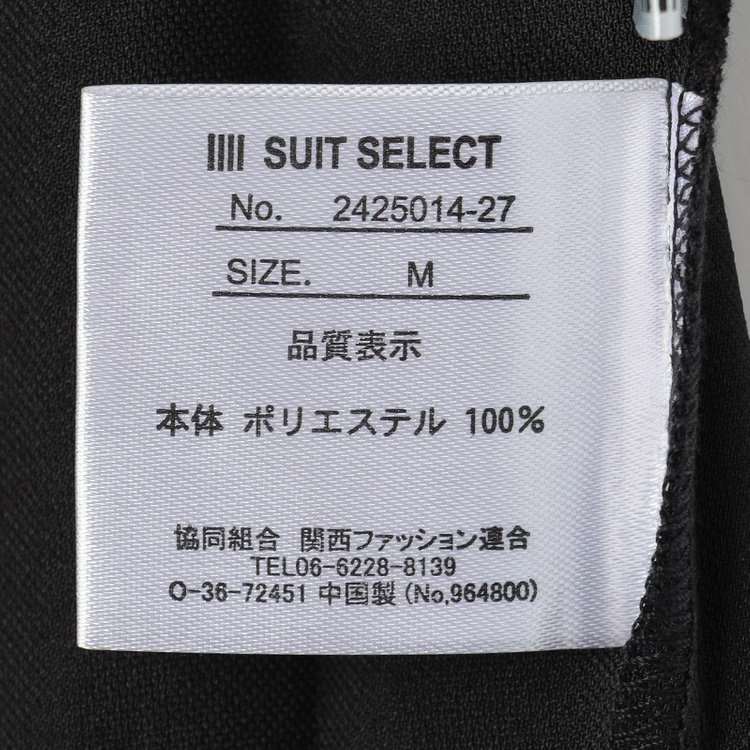 SUIT SELECT
No. 2425014-27
SIZE. M
品質表示
本体 ポリエステル 100%
協同組合 関西ファッション連合
TEL06-6228-8139
O-36-72451 中国製 (No,964800)